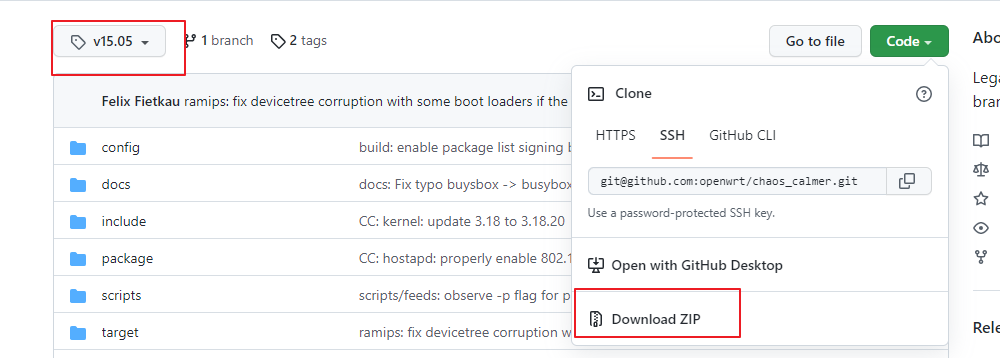 v15.05
1 branch
2 tags
Go to file
Code
Abo
Felix Fietkau ramips: fix devicetree corruption with some boot loaders if the
Clone
Lega
bran
HTTPS
SSH
GitHub CLI
config
build: enable package list signing b
git@github.com:openwrt/chaos_calmer.git
docs
docs: Fix typo buysbox -> busybox
Use a password-protected SSH key.
include
CC: kernel: update 3.18 to 3.18.20
package
CC: hostapd: properly enable 802.1
Open with GitHub Desktop
scripts
scripts/feeds: observe -p flag for p
Download ZIP
target
ramips: fix devicetree corruption w
Rele